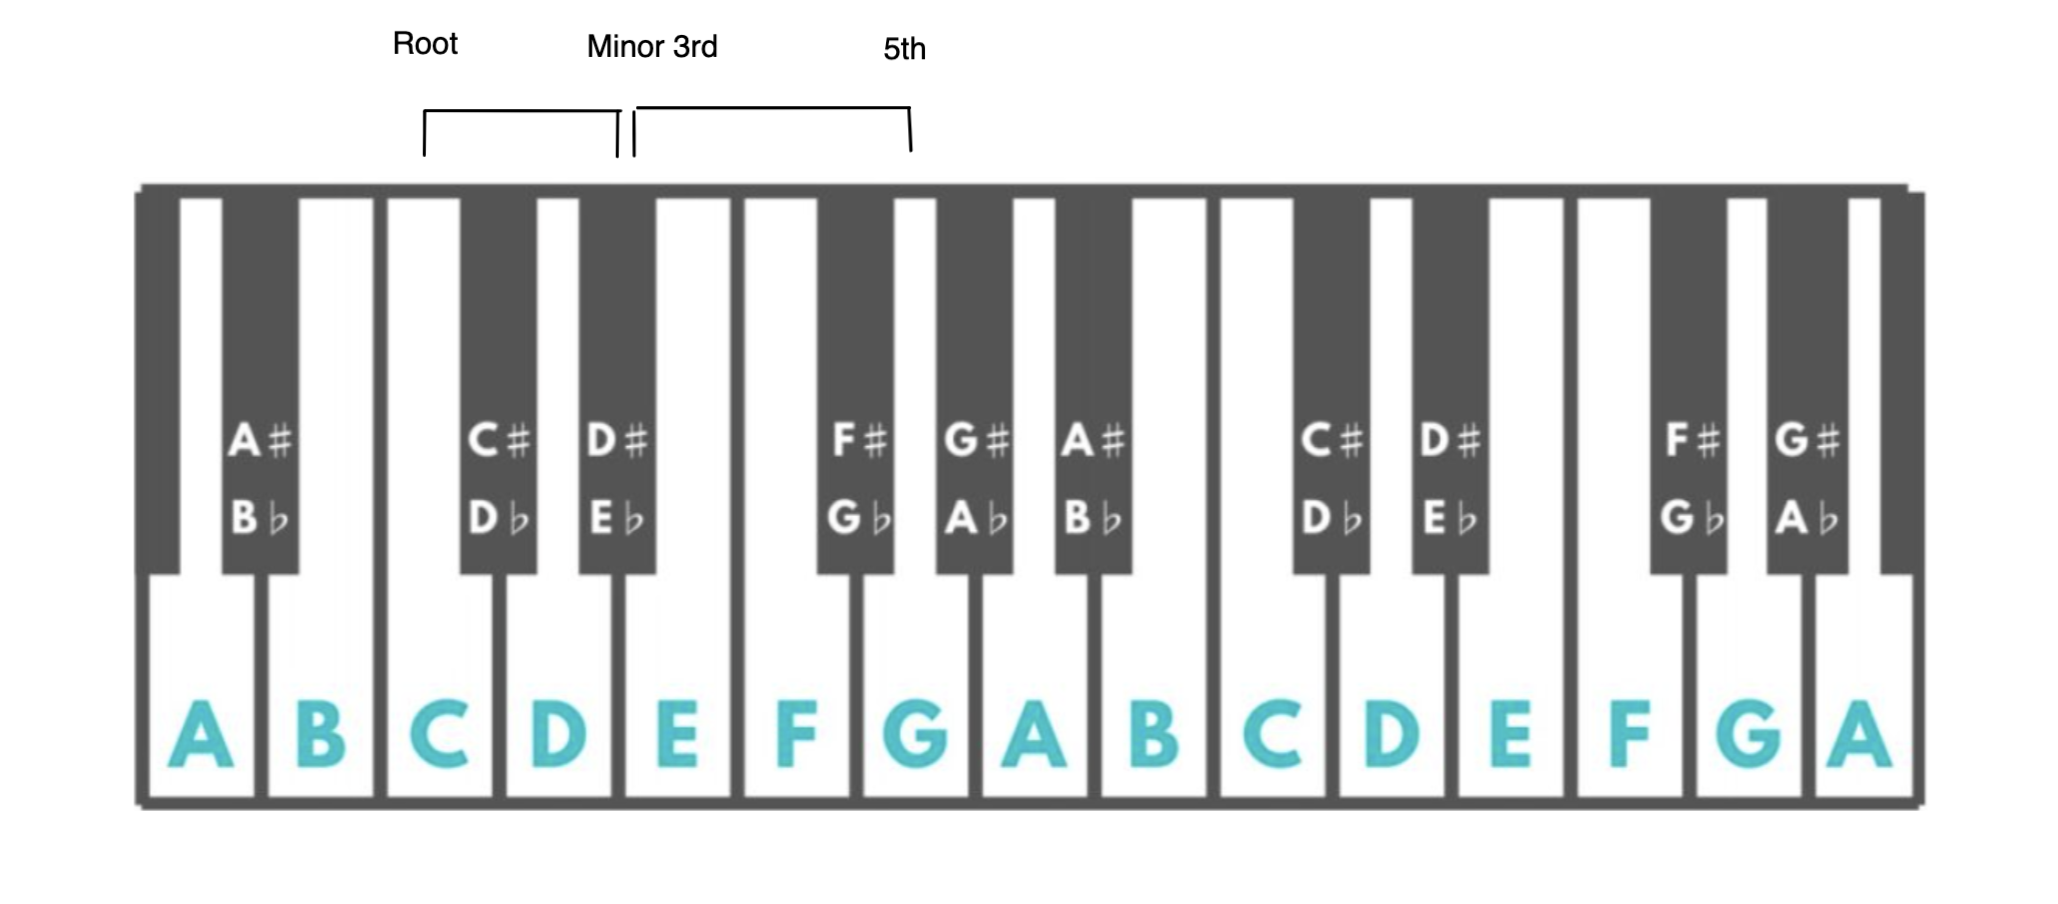 Root Minor 3rd 5th
A♯ C♯ D♯ F♯ G♯ A♯ C♯ D♯ F♯ G♯
B♭ D♭ E♭ G♭ A♭ B♭ D♭ E♭ G♭ A♭
A B C D E F G A B C D E F G A